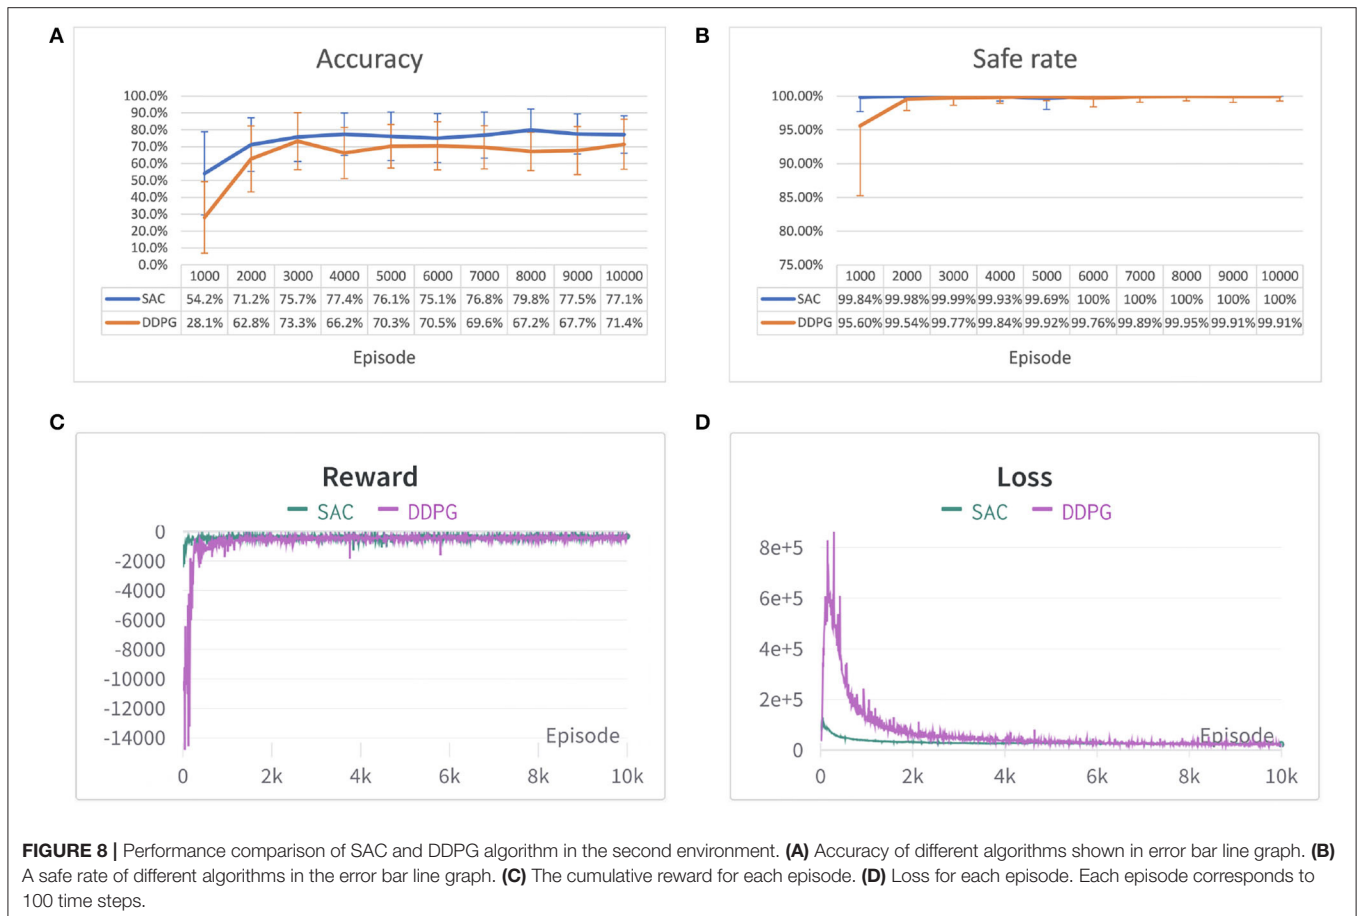 A
Accuracy
100.0%
90.0%
80.0%
70.0%
60.0%
50.0%
40.0%
30.0%
20.0%
10.0%
0.0%
1000 2000 3000 4000 5000 6000 7000 8000 9000 10000
SAC 54.2% 71.2% 75.7% 77.4% 76.1% 75.1% 76.8% 79.8% 77.5% 77.1%
DDPG 28.1% 62.8% 73.3% 66.2% 70.3% 70.5% 69.6% 67.2% 67.7% 71.4%
Episode
B
Safe rate
100.00%
95.00%
90.00%
85.00%
80.00%
75.00%
1000 2000 3000 4000 5000 6000 7000 8000 9000 10000
SAC 99.84% 99.98% 99.99% 99.93% 99.69% 100% 100% 100% 100% 100%
DDPG 95.60% 99.54% 99.77% 99.84% 99.92% 99.76% 99.89% 99.95% 99.91% 99.91%
Episode
C
Reward
SAC DDPG
0
-2000
-4000
-6000
-8000
-10000
-12000
-14000
Episode
0 2k 4k 6k 8k 10k
D
Loss
SAC DDPG
8e+5
6e+5
4e+5
2e+5
0
Episode
0 2k 4k 6k 8k 10k
FIGURE 8 | Performance comparison of SAC and DDPG algorithm in the second environment. (A) Accuracy of different algorithms shown in error bar line graph. (B)
A safe rate of different algorithms in the error bar line graph. (C) The cumulative reward for each episode. (D) Loss for each episode. Each episode corresponds to
100 time steps.